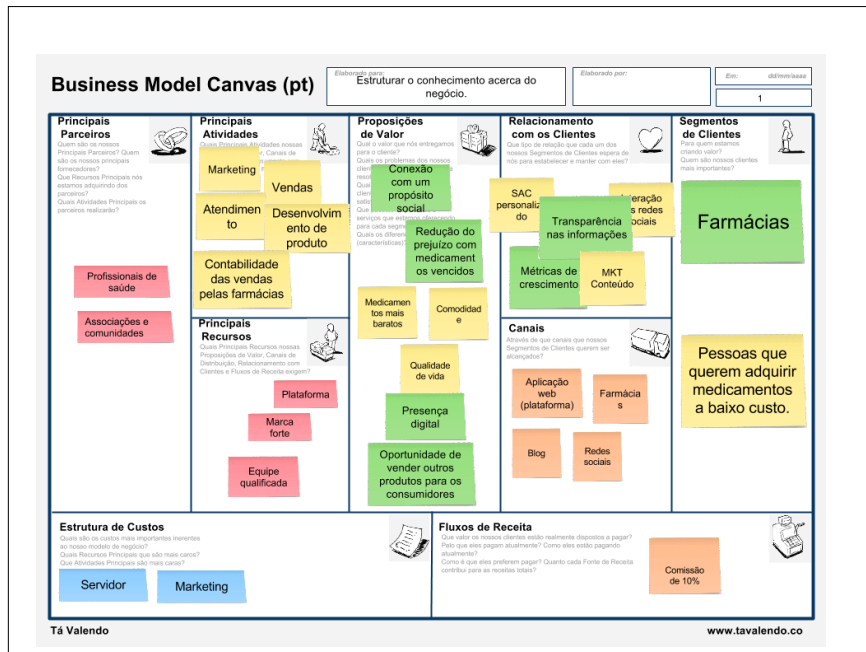 Business Model Canvas (pt)
Elaborado para:
Estruturar o conhecimento acerca do
negócio.
Elaborado por:
Em:
dd/mm/aaaa
1
Principais
Parceiros
Quem são os nossos
Principais Parceiros? Quem
são os nossos principais
fornecedores?
Que Recursos Principais nós
estamos adquirindo dos
parceiros?
Quais Atividades Principais os
parceiros realizarão?
Profissionais de
saúde
Associações e
comunidades
Principais
Atividades
Quais Principais Atividades nossas
Marketing
Vendas
Atendimen
to
Desenvolvim
ento de
produto
Contabilidade
das vendas
pelas farmácias
Principais
Recursos
Quais Principais Recursos nossas
Proposições de Valor, Canais de
Distribuição, Relacionamento com
Clientes e Fluxos de Receita exigem?
Plataforma
Marca
forte
Equipe
qualificada
Proposições
de Valor
Qual o valor que nós entregamos
para o cliente?
Quais os problemas dos nossos
Conexão
com um
propósito
social
serviços que estamos oferecendo
para cada
Quais os
(características)?
Redução do
prejuízo com
medicament
os vencidos
Medicamen
tos mais
baratos
Comodidad
e
Qualidade
de vida
Presença
digital
Oportunidade de
vender outros
produtos para os
consumidores
Relacionamento
com os Clientes
Que tipo de relação que cada um dos
nossos Segmentos de Clientes espera de
nós para estabelecer e manter com eles?
SAC
personaliz
do
Transparência
nas informações
Métricas de
crescimento
MKT
Conteúdo
Canais
Através de que canais que nossos
Segmentos de Clientes querem ser
alcançados?
Aplicação
web
(plataforma)
Farmácia
s
Blog
Redes
sociais
Segmentos
de Clientes
Para quem estamos
criando valor?
Quem são nossos clientes
mais importantes?
Farmácias
Pessoas que
querem adquirir
medicamentos
a baixo custo.
Estrutura de Custos
Quais são os custos mais importantes inerentes
ao nosso modelo de negócio?
Quais Recursos Principais que são mais caros?
Que Atividades Principais são mais caras?
Servidor
Marketing
Fluxos de Receita
Que valor os nossos clientes estão realmente dispostos a pagar?
Pelo que eles pagam atualmente? Como eles estão pagando
atualmente?
Como é que eles preferem pagar? Quanto cada Fonte de Receita
contribui para as receitas totais?
Comissão
de 10%
Tá Valendo
www.tavalendo.co